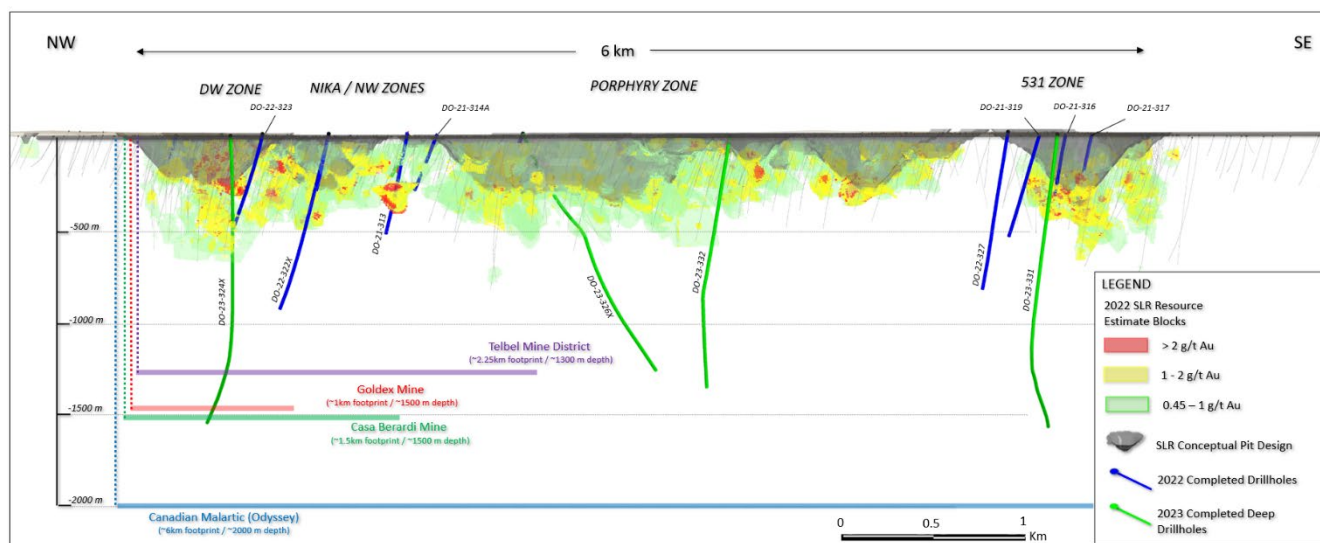 NW
6 km
SE
DW ZONE
NIKA / NW ZONES
PORPHYRY ZONE
531 ZONE
DO-22-323
DO-21-314A
DO-21-319
DO-21-316
DO-21-317
-500 m
DO-21-313
DO-23-324X
DO-22-322X
DO-23-326X
DO-23-332
DO-22-327
DO-23-331
-1000 m
Telbel Mine District
(~2.25km footprint / ~1300 m depth)
Goldex Mine
(~1km footprint / ~1500 m depth)
-1500 m
Casa Berardi Mine
(~1.5km footprint / ~1500 m depth)
-2000 m
Canadian Malartic (Odyssey)
(~6km footprint / ~2000 m depth)
0 0.5 1
Km
LEGEND
2022 SLR Resource
Estimate Blocks
> 2 g/t Au
1 - 2 g/t Au
0.45 – 1 g/t Au
SLR Conceptual Pit Design
2022 Completed Drillholes
2023 Completed Deep
Drillholes